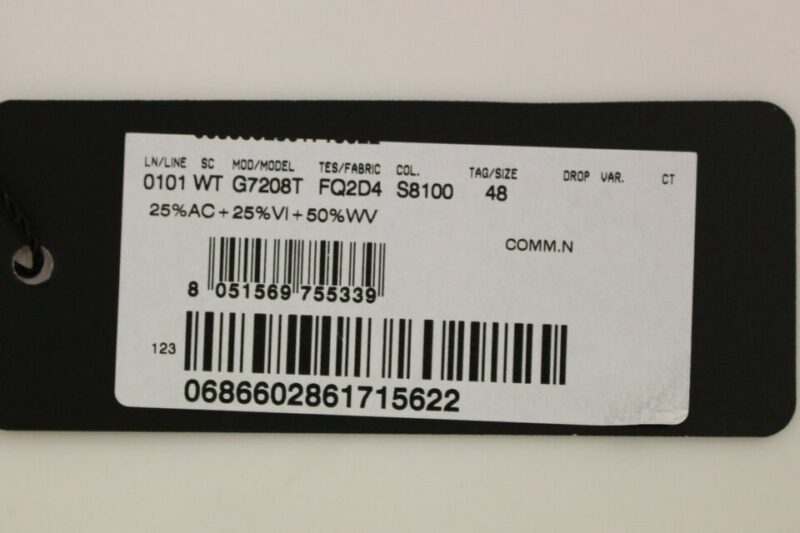 LN/LINE SC MOD/MODEL TES/FABRIC COL. TAG/SIZE DROP VAR. CT
0101 WT G7208T FQ2D4 S8100 48
25%AC+25%VI+50%WV
COMM.N
8 051569 755339
123
0686602861715622